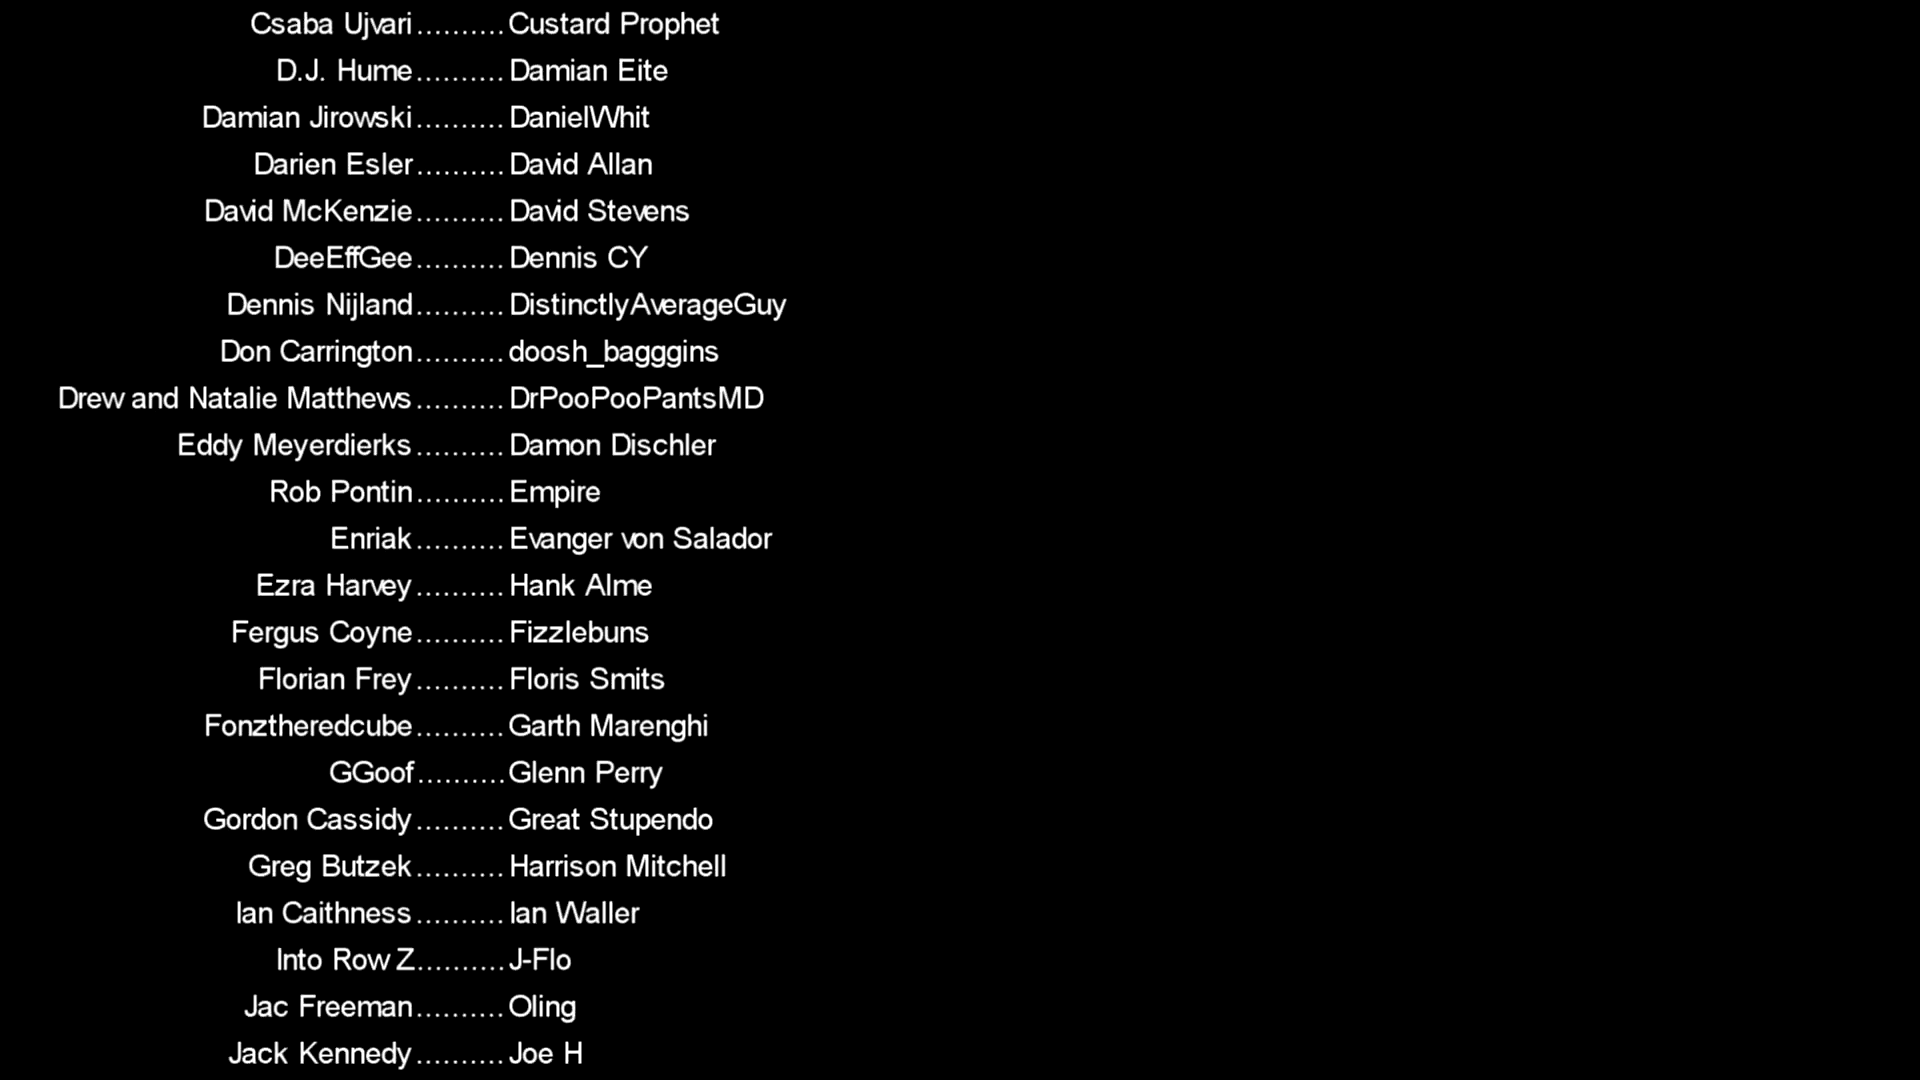 Csaba Ujvari..........Custard Prophet
D.J. Hume..........Damian Eite
Damian Jirowski..........DanielWhit
Darien Esler..........David Allan
David McKenzie..........David Stevens
DeeEffGee..........Dennis CY
Dennis Nijland..........DistinctlyAverageGuy
Don Carrington..........doosh_bagggins
Drew and Natalie Matthews..........DrPooPooPantsMD
Eddy Meyerdierks..........Damon Dischler
Rob Pontin..........Empire
Enriak..........Evanger von Salador
Ezra Harvey..........Hank Alme
Fergus Coyne..........Fizzlebuns
Florian Frey..........Floris Smits
Fonztheredcube..........Garth Marenghi
GGoof..........Glenn Perry
Gordon Cassidy..........Great Stupendo
Greg Butzek..........Harrison Mitchell
Ian Caithness..........Ian Waller
Into Row Z..........J-Flo
Jac Freeman..........Oling
Jack Kennedy..........Joe H